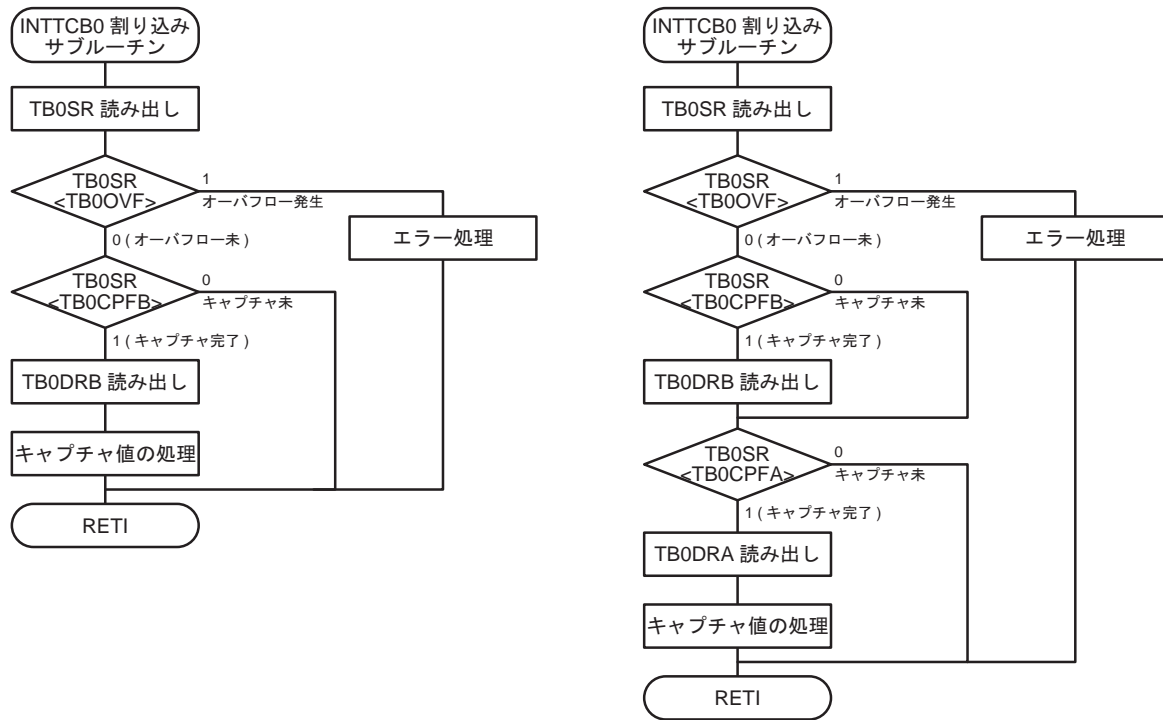 INTTCB0 割り込み
サブルーチン
TB0SR 読み出し
TB0SR
<TB0OVF>
1
オーバフロー発生
エラー処理
0 ( オーバフロー未 )
TB0SR
<TB0CPFB>
0
キャプチャ未
1 ( キャプチャ完了 )
TB0DRB 読み出し
キャプチャ値の処理
RETI
INTTCB0 割り込み
サブルーチン
TB0SR 読み出し
TB0SR
<TB0OVF>
1
オーバフロー発生
エラー処理
0 ( オーバフロー未 )
TB0SR
<TB0CPFB>
0
キャプチャ未
1 ( キャプチャ完了 )
TB0DRB 読み出し
TB0SR
<TB0CPFA>
0
キャプチャ未
1 ( キャプチャ完了 )
TB0DRA 読み出し
キャプチャ値の処理
RETI